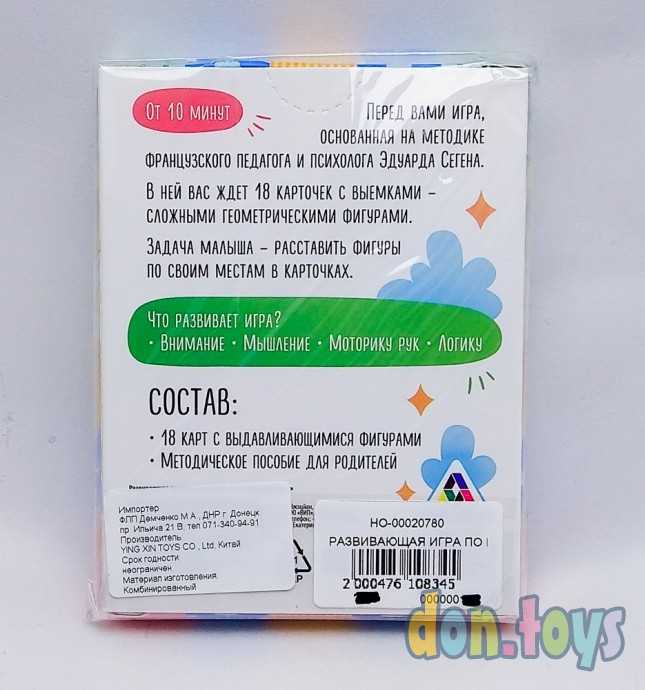 От 10 минут
Перед вами игра,
основанная на методике
французского педагога и психолога Эдуарда Сегена.
В ней вас ждет 18 карточек с выемками –
сложными геометрическими фигурами.
Задача малыша – расставить фигуры
по своим местам в карточках.
Что развивает игра?
• Внимание • Мышление • Моторику рук • Логику
Состав:
• 18 карт с выдавливающимися фигурами
• Методическое пособие для родителей
Импортер
ФЛП Демченко М.А., ДНР г. Донецк
пр. Ильича 21 В, тел 071-340-94-91
Производитель
YING XIN TOYS CO., Ltd, Китай
Срок годности
неограничен
Материал изготовления
Комбинированный
НО-00020780
РАЗВИВАЮЩАЯ ИГРА ПО
2 000476 108345
000000
don.toys